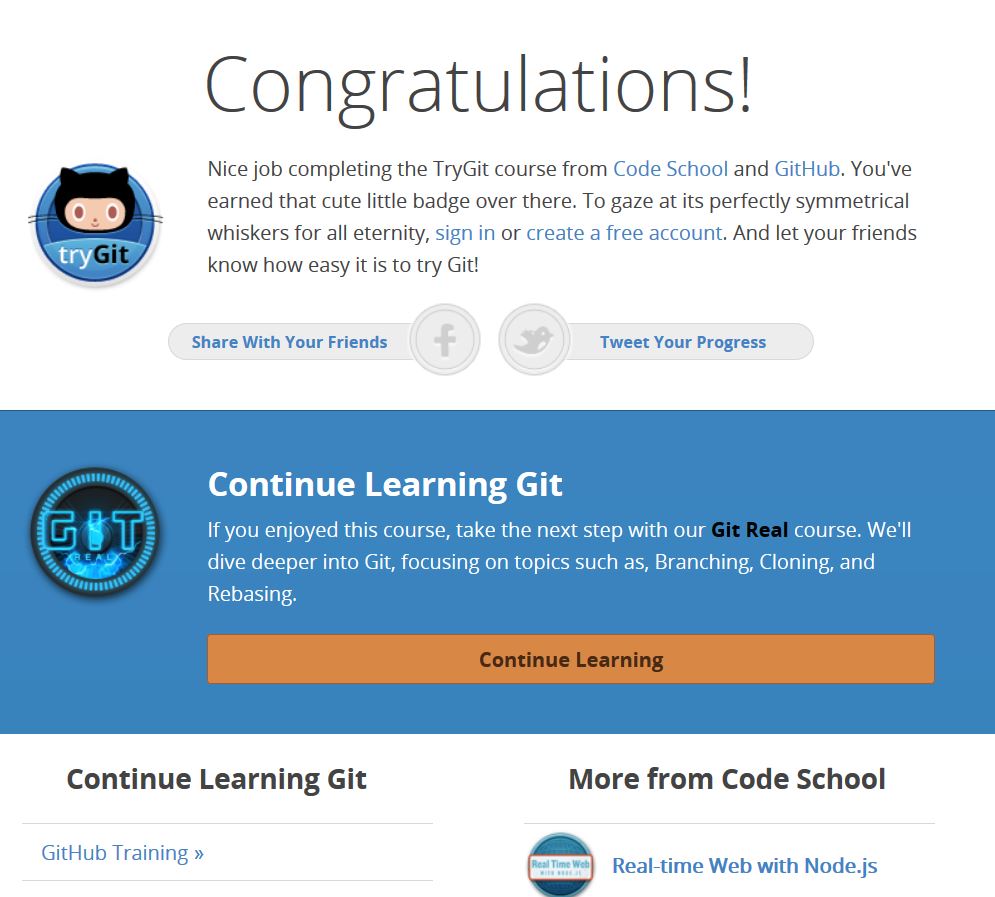 Congratulations!
Nice job completing the TryGit course from Code School and GitHub. You've
earned that cute little badge over there. To gaze at its perfectly symmetrical
whiskers for all eternity, sign in or create a free account. And let your friends
know how easy it is to try Git!
tryGit
Share With Your Friends
Tweet Your Progress
Continue Learning Git
If you enjoyed this course, take the next step with our Git Real course. We'll
dive deeper into Git, focusing on topics such as, Branching, Cloning, and
Rebasing.
GIT
REAL
Continue Learning
Continue Learning Git
GitHub Training »
More from Code School
Real Time Web
WITH NODE.JS
Real-time Web with Node.js